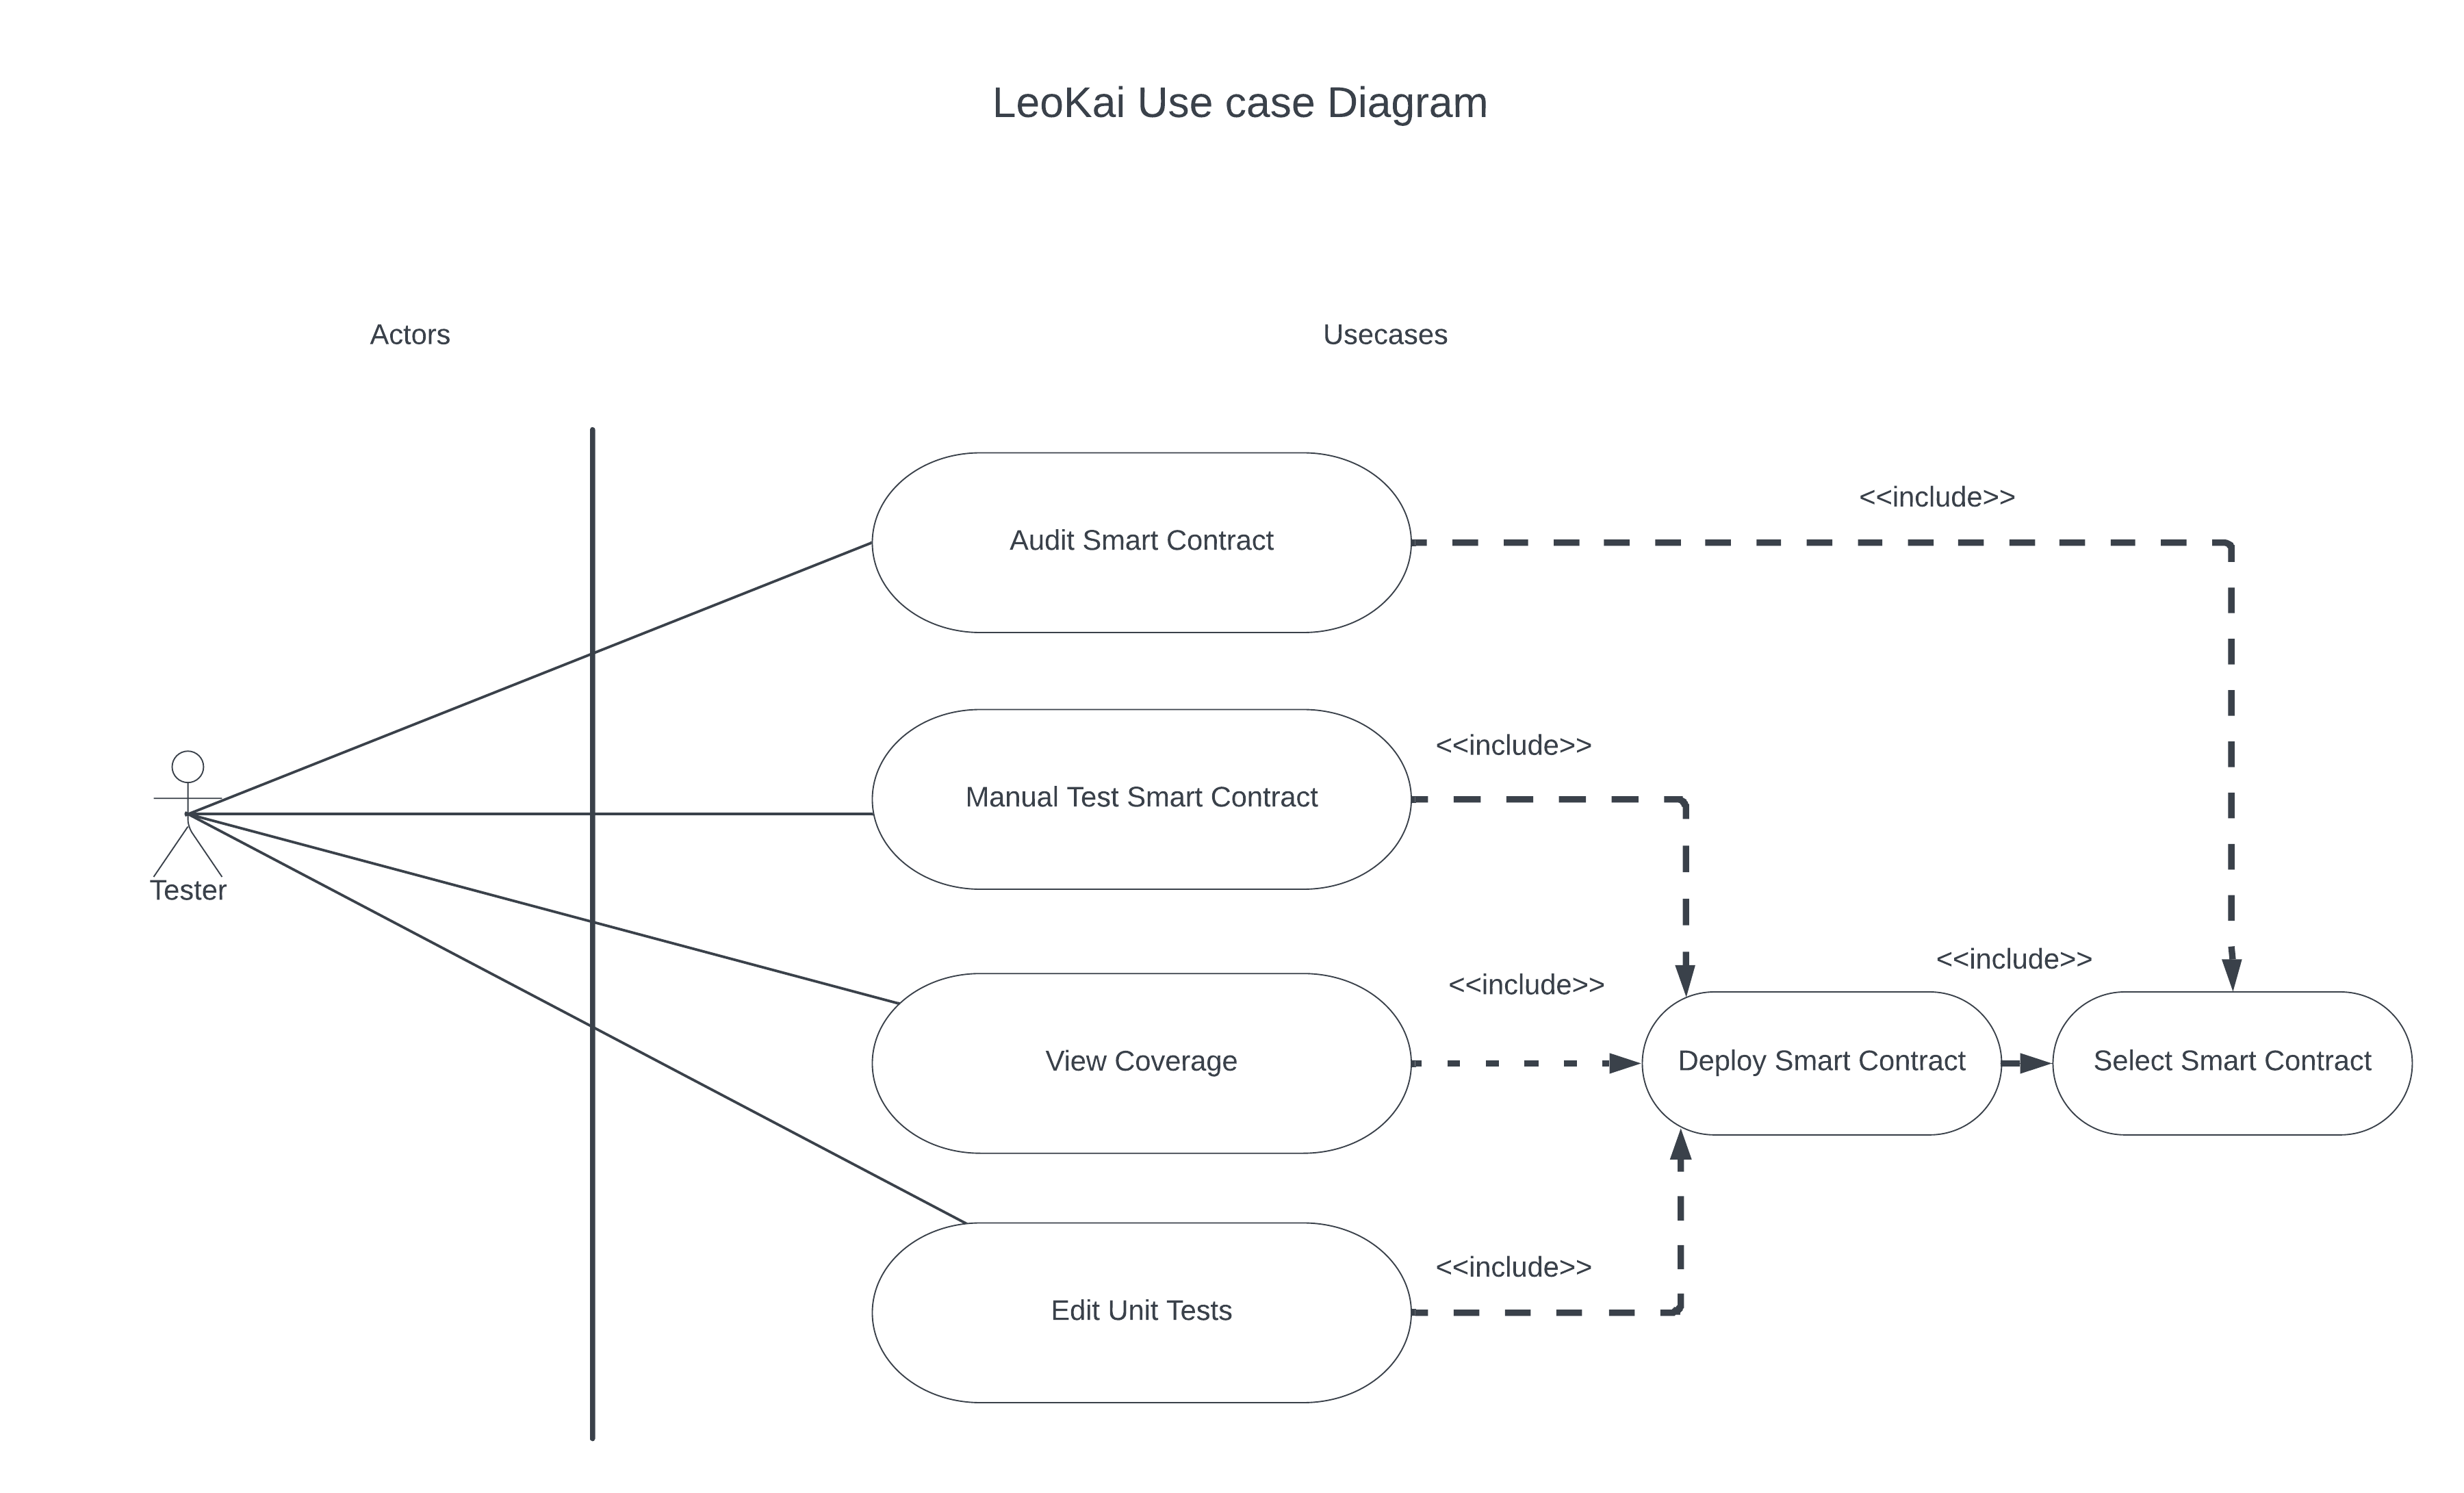 LeoKai Use case Diagram
Actors
Usecases
<<include>>
Audit Smart Contract
<<include>>
Manual Test Smart Contract
Tester
<<include>>
<<include>>
View Coverage
Deploy Smart Contract
Select Smart Contract
<<include>>
Edit Unit Tests